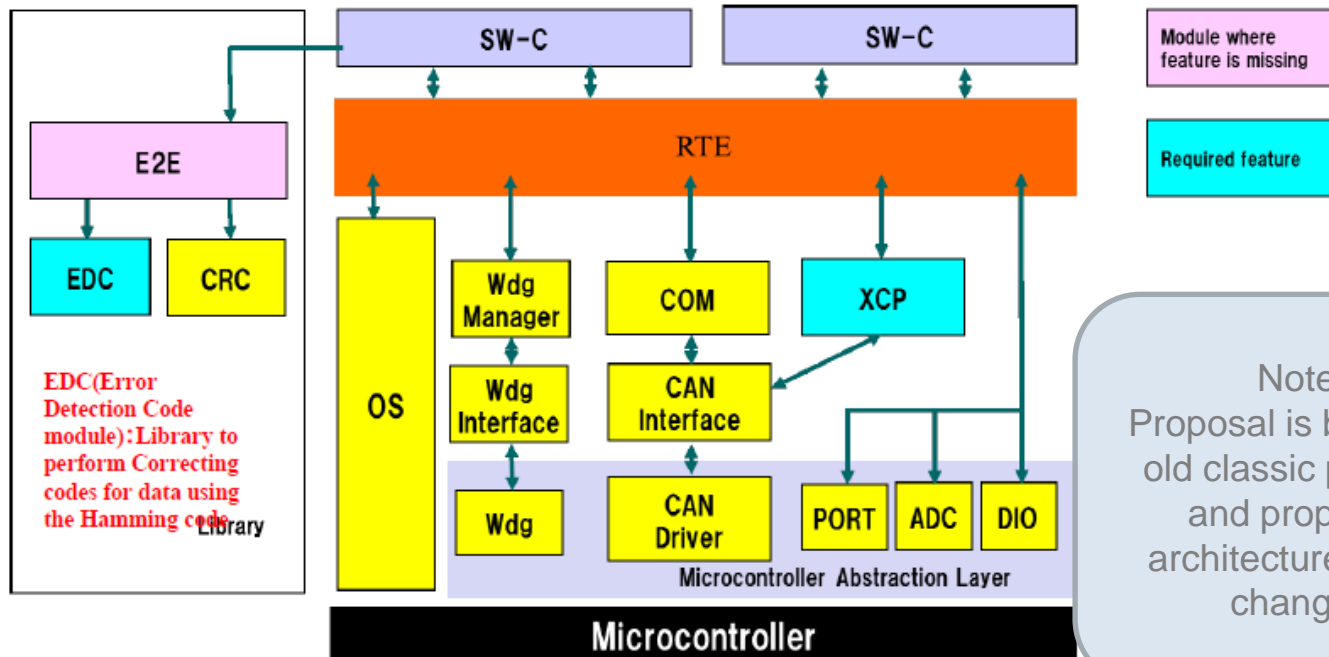 SW-C
SW-C
Module where
feature is missing
RTE
E2E
Required feature
EDC
CRC
Wdg
Manager
COM
XCP
EDC(Error
Detection Code
module):Library to
perform Correcting
codes for data using
the Hamming code
Library
OS
Wdg
Interface
CAN
Interface
Wdg
CAN
Driver
PORT
ADC
DIO
Microcontroller Abstraction Layer
Microcontroller
Note
Proposal is b
old classic p
and prop
architecture
chang